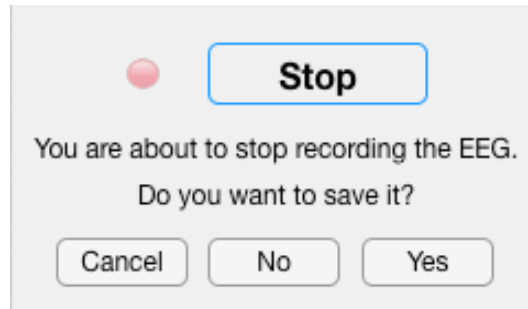 Stop
You are about to stop recording the EEG.
Do you want to save it?
Cancel No Yes